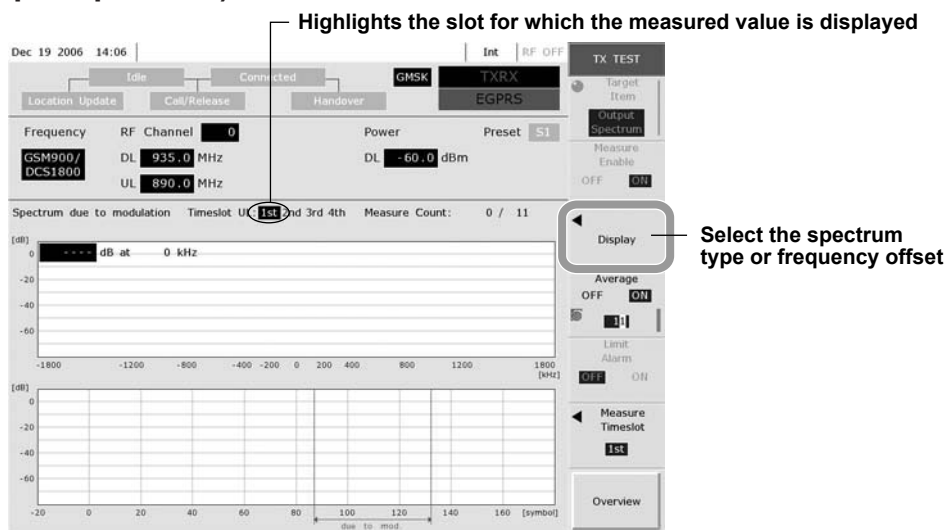 Highlights the slot for which the measured value is displayed
Dec 19 2006 14:06 Int RF OFF
TX TEST
Idle Connected GMSK TXRX
Location Update Call/Release Handover EGPRS
Target
Item
Output
Spectrum
Frequency RF Channel 0 Power Preset S1
GSM900/
DCS1800
DL 935.0 MHz DL -60.0 dBm
UL 890.0 MHz
Measure
Enable
OFF ON
Spectrum due to modulation Timeslot UL: 1st 2nd 3rd 4th Measure Count: 0 / 11
Display
Select the spectrum
type or frequency offset
[dB]
---- dB at 0 kHz
0
-20
-40
-60
-1800 -1200 -800 -400 -200 0 200 400 800 1200 1800
[kHz]
Average
OFF ON
11
Limit
Alarm
OFF ON
[dB]
0
-20
-40
-60
-20 0 20 40 60 80 100 120 140 160 [symbol]
due to mod.
Measure
Timeslot
1st
Overview